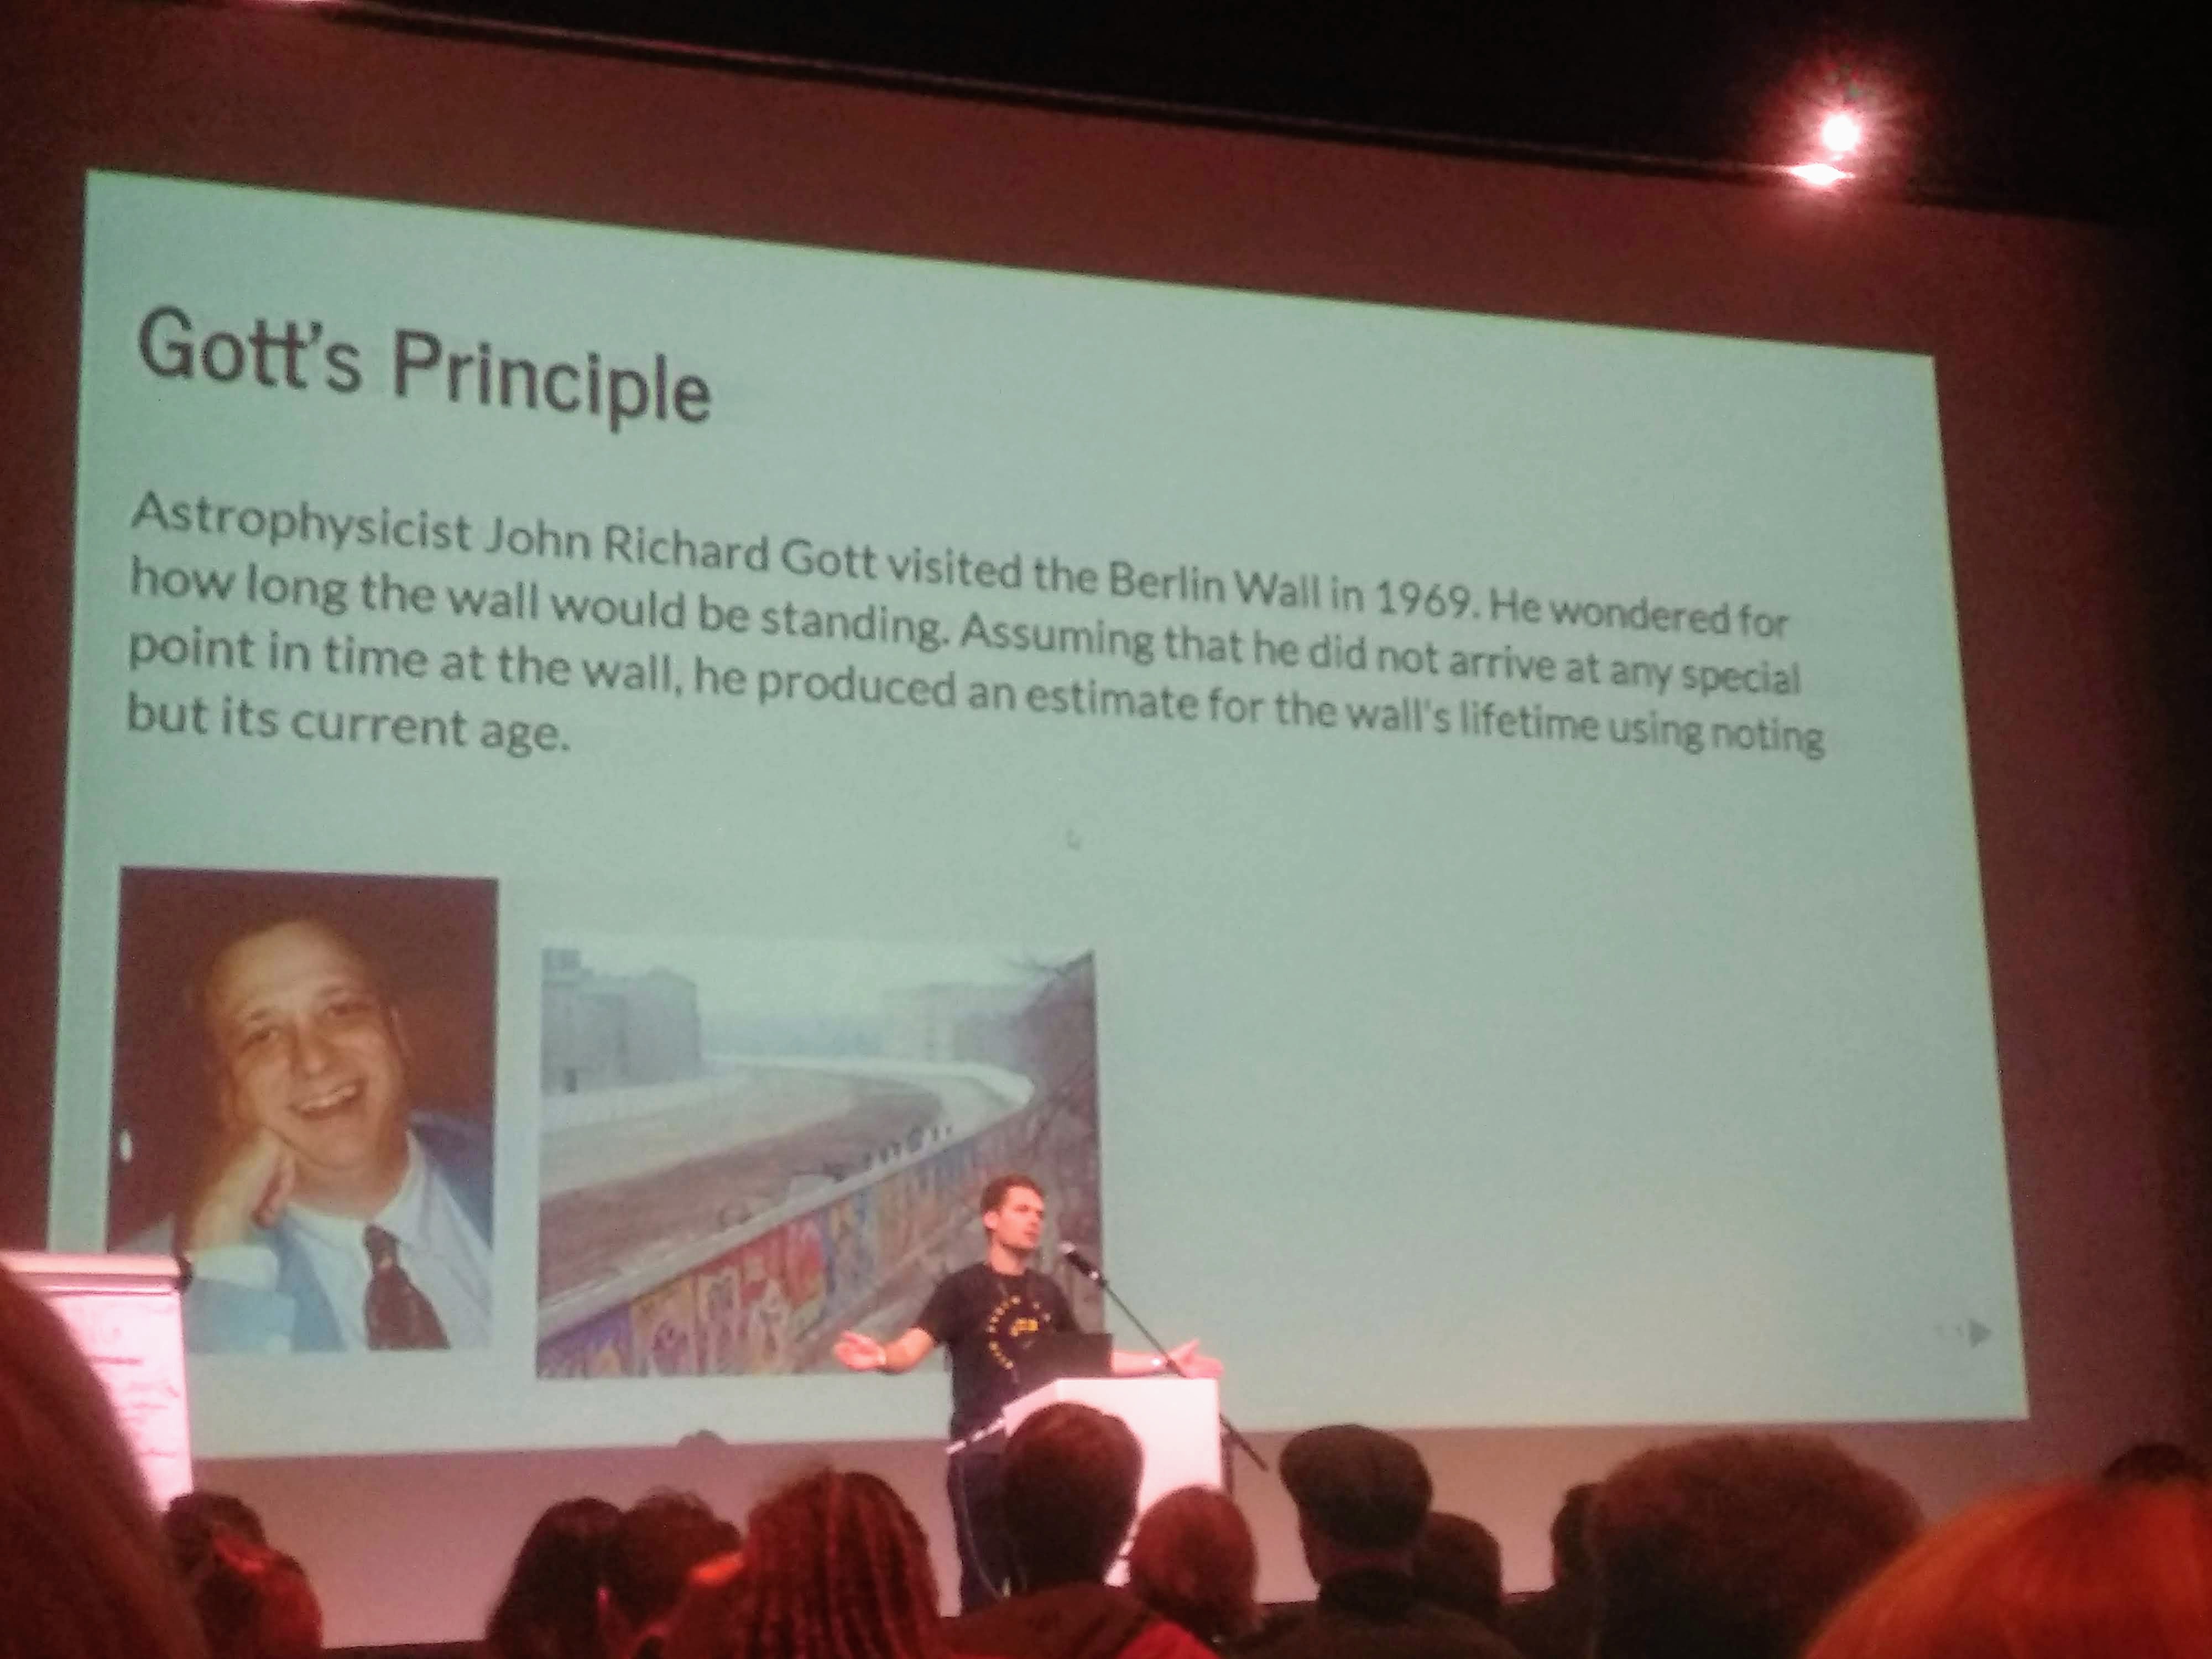 Gott's Principle
Astrophysicist John Richard Gott visited the Berlin Wall in 1969. He wondered for
how long the wall would be standing. Assuming that he did not arrive at any special
point in time at the wall, he produced an estimate for the wall's lifetime using noting
but its current age.